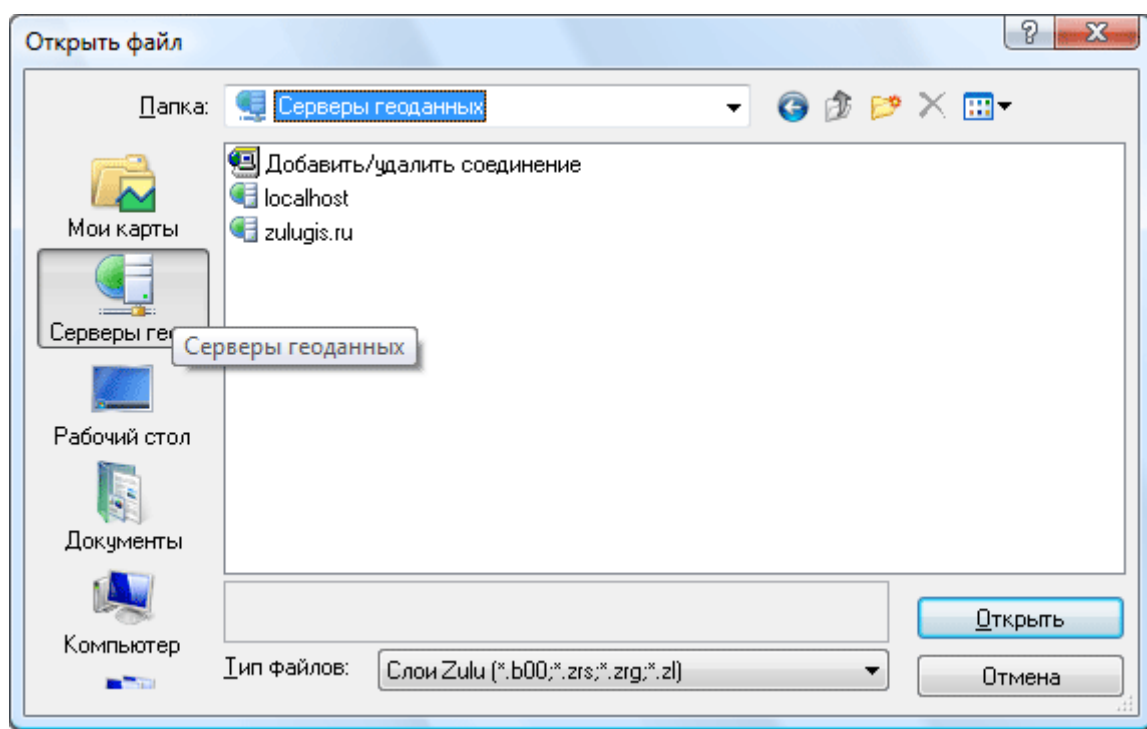 Открыть файл
Папка:
Серверы геоданных
Добавить/удалить соединение
localhost
zulugis.ru
Мои карты
Серверы гео
Серверы геоданных
Рабочий стол
Документы
Компьютер
Тип файлов:
Слои Zulu (*.b00;*.zrs;*.zrg;*.zl)
Открыть
Отмена